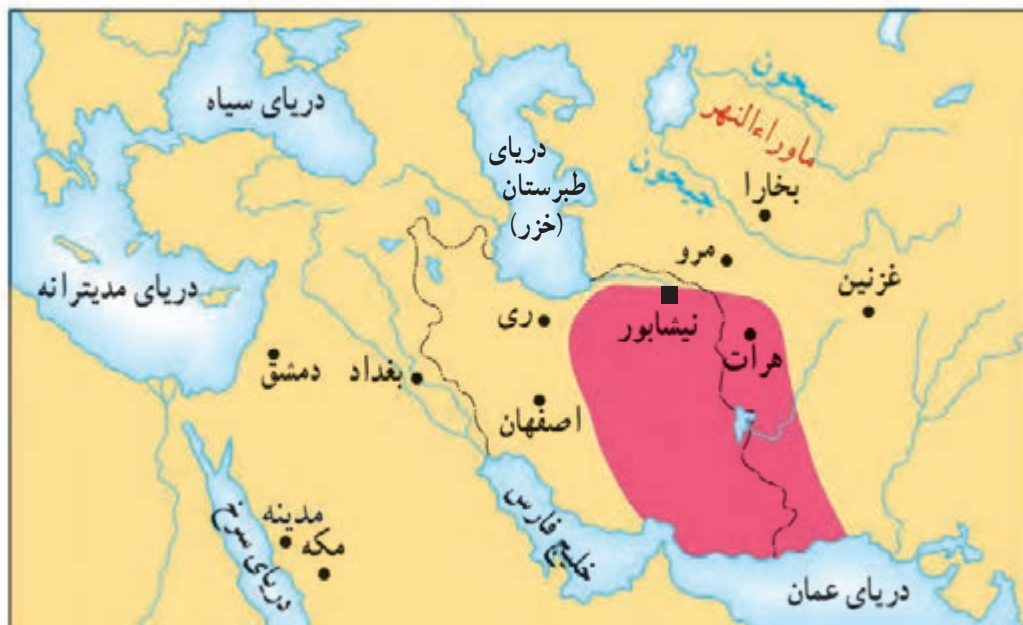 دریای سیاه
دریای
طبرستان
(خزر)
سیحون
ماوراءالنهر
جیحون
بخارا
مرو
غزنین
دریای مدیترانه
ری
نیشابور
هرات
دمشق
بغداد
اصفهان
خلیج فارس
مدینه
مکه
دریای سرخ
دریای عمان